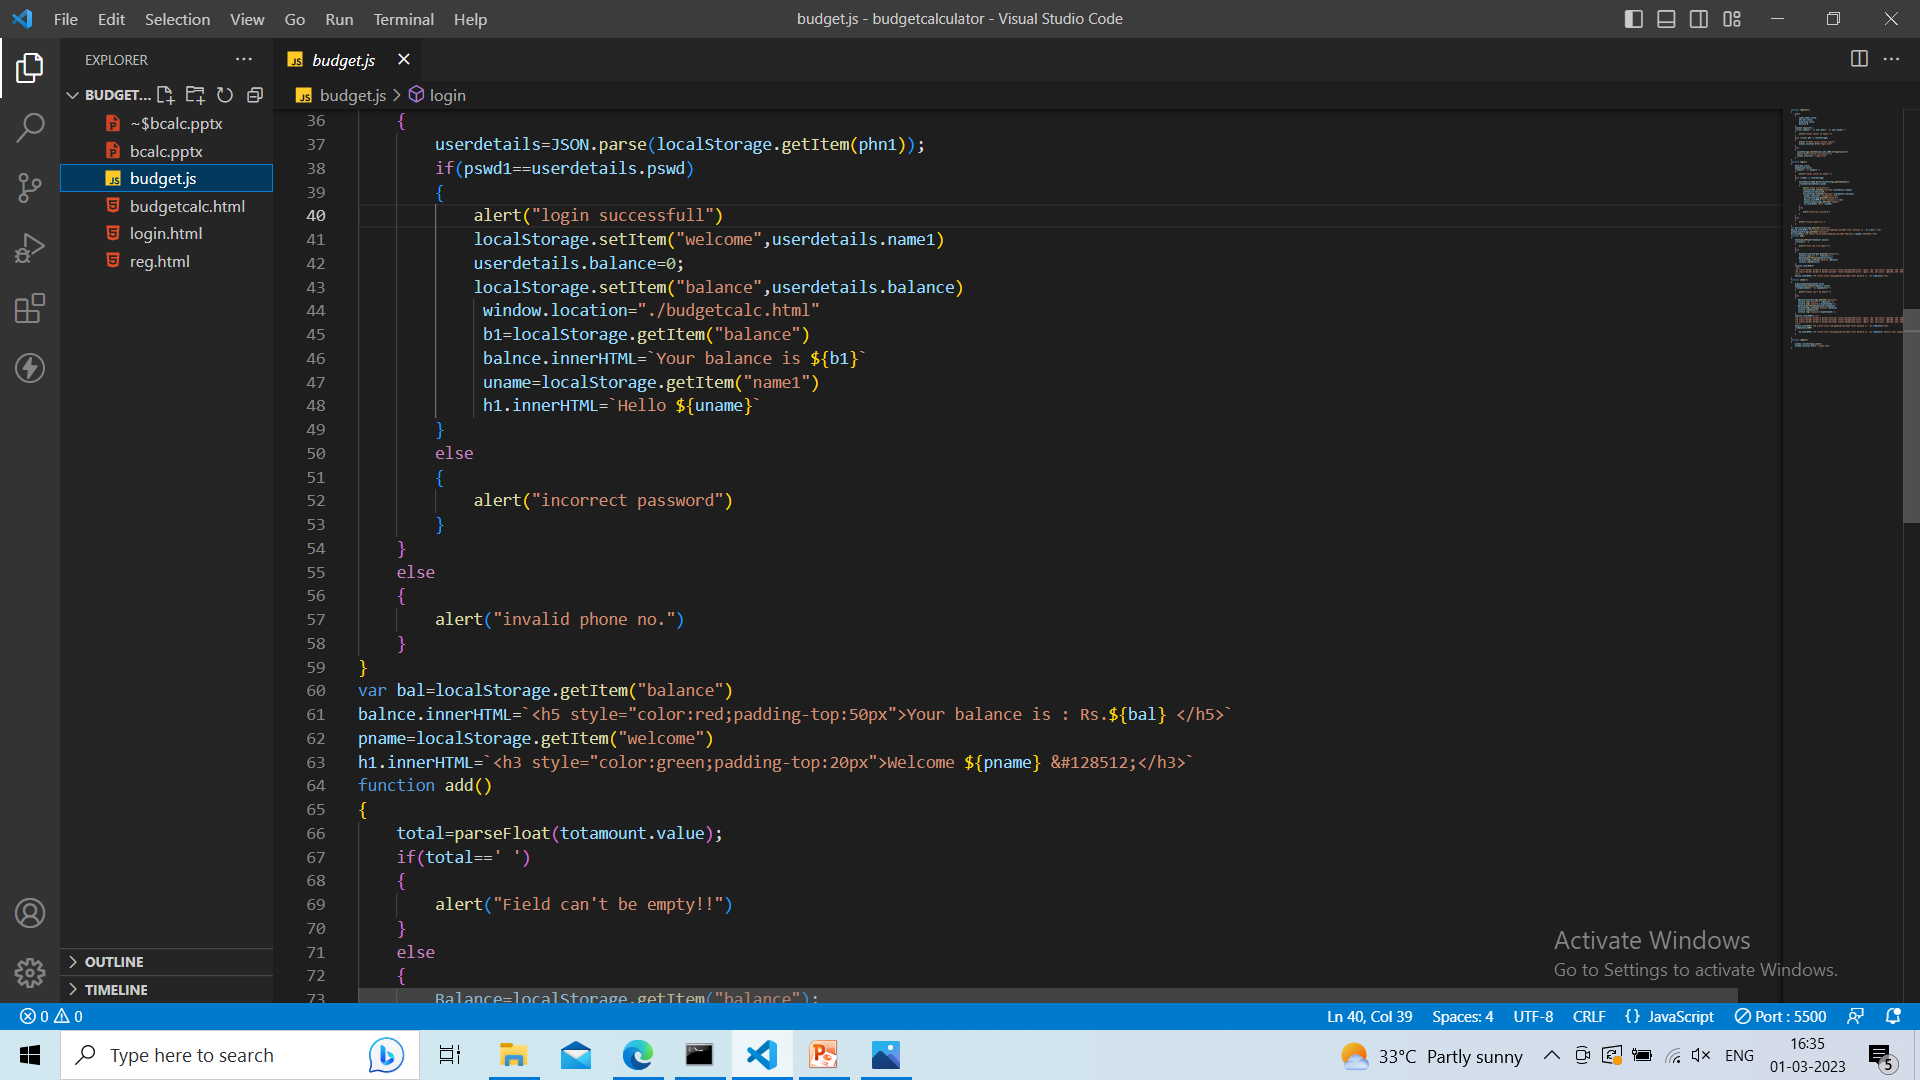 File Edit Selection View Go Run Terminal Help
budget.js - budgetcalculator - Visual Studio Code
EXPLORER
BUDGET...
~$bcalc.pptx
bcalc.pptx
budget.js
budgetcalc.html
login.html
reg.html
OUTLINE
TIMELINE
budget.js
budget.js > login
36 {
37 userdetails=JSON.parse(localStorage.getItem(phn1));
38 if(pswd1==userdetails.pswd)
39 {
40 alert("login successfull")
41 localStorage.setItem("welcome",userdetails.name1)
42 userdetails.balance=0;
43 localStorage.setItem("balance",userdetails.balance)
44 window.location="./budgetcalc.html"
45 b1=localStorage.getItem("balance")
46 balnce.innerHTML=`Your balance is ${b1}`
47 uname=localStorage.getItem("name1")
48 h1.innerHTML=`Hello ${uname}`
49 }
50 else
51 {
52 alert("incorrect password")
53 }
54 }
55 else
56 {
57 alert("invalid phone no.")
58 }
59 }
60 var bal=localStorage.getItem("balance")
61 balnce.innerHTML=`<h5 style="color:red;padding-top:50px">Your balance is : Rs.${bal} </h5>`
62 pname=localStorage.getItem("welcome")
63 h1.innerHTML=`<h3 style="color:green;padding-top:20px">Welcome ${pname} &#128512;</h3>`
64 function add()
65 {
66 total=parseFloat(totamount.value);
67 if(total==' ')
68 {
69 alert("Field can't be empty!!")
70 }
71 else
72 {
73 Balance=localStorage.getItem("balance");
Activate Windows
Go to Settings to activate Windows.
0 0
Ln 40, Col 39 Spaces: 4 UTF-8 CRLF {} JavaScript Port : 5500
Type here to search
33°C Partly sunny
ENG
16:35
01-03-2023
5